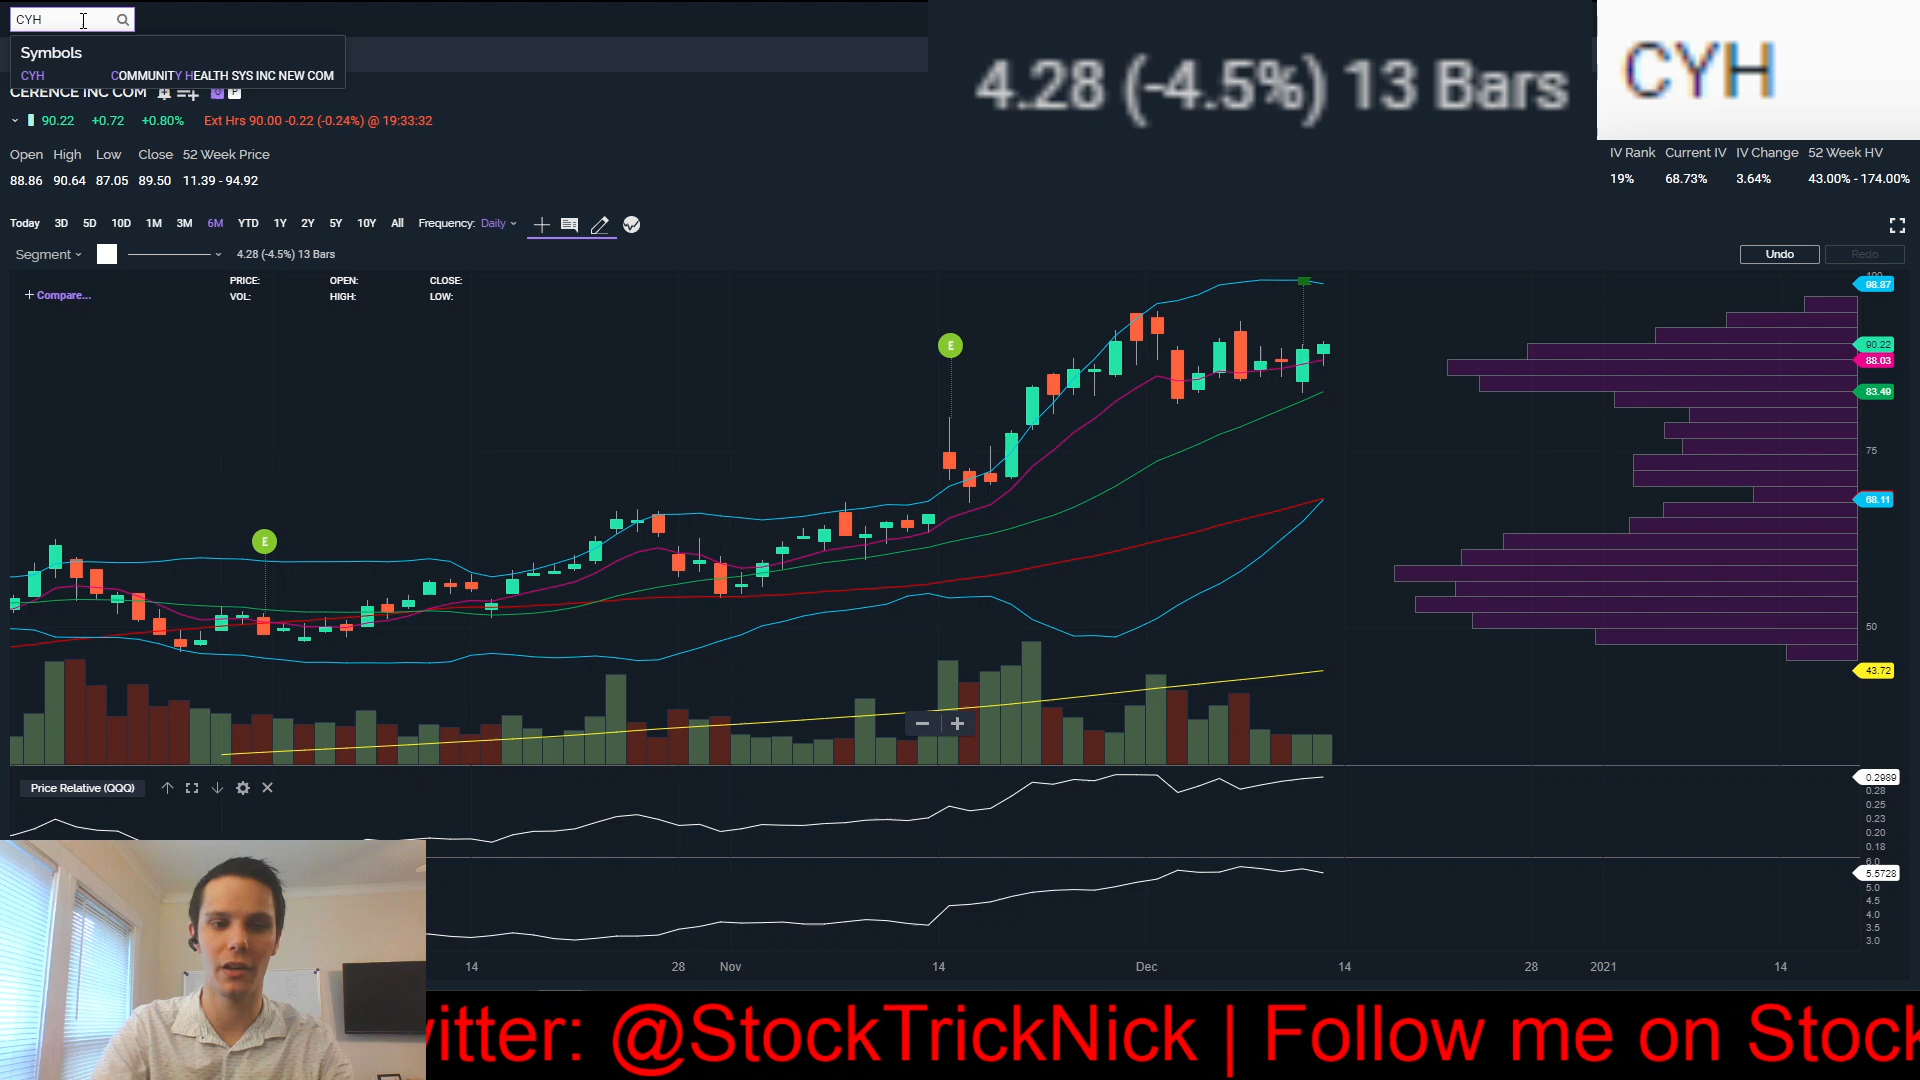 CYH
Symbols
CYH COMMUNITY HEALTH SYS INC NEW COM
CERENCE INC COM
4.28 (-4.5%) 13 Bars
CYH
90.22 +0.72 +0.80% Ext Hrs 90.00 -0.22 (-0.24%) @ 19:33:32
Open High Low Close 52 Week Price
88.86 90.64 87.05 89.50 11.39 - 94.92
IV Rank Current IV IV Change 52 Week HV
19% 68.73% 3.64% 43.00% - 174.00%
Today 3D 5D 10D 1M 3M 6M YTD 1Y 2Y 5Y 10Y All Frequency: Daily
Segment 4.28 (-4.5%) 13 Bars Undo Redo
+ Compare...
PRICE: OPEN: CLOSE:
VOL: HIGH: LOW:
100
98.87
E
90.22
88.03
83.49
75
68.11
E
50
43.72
Price Relative (QQQ)
0.2989
0.28
0.25
0.23
0.20
0.18
6.0
5.5728
5.0
4.5
4.0
3.5
3.0
14 28 Nov 14 Dec 14 28 2021 14
itter: @StockTrickNick | Follow me on Stock